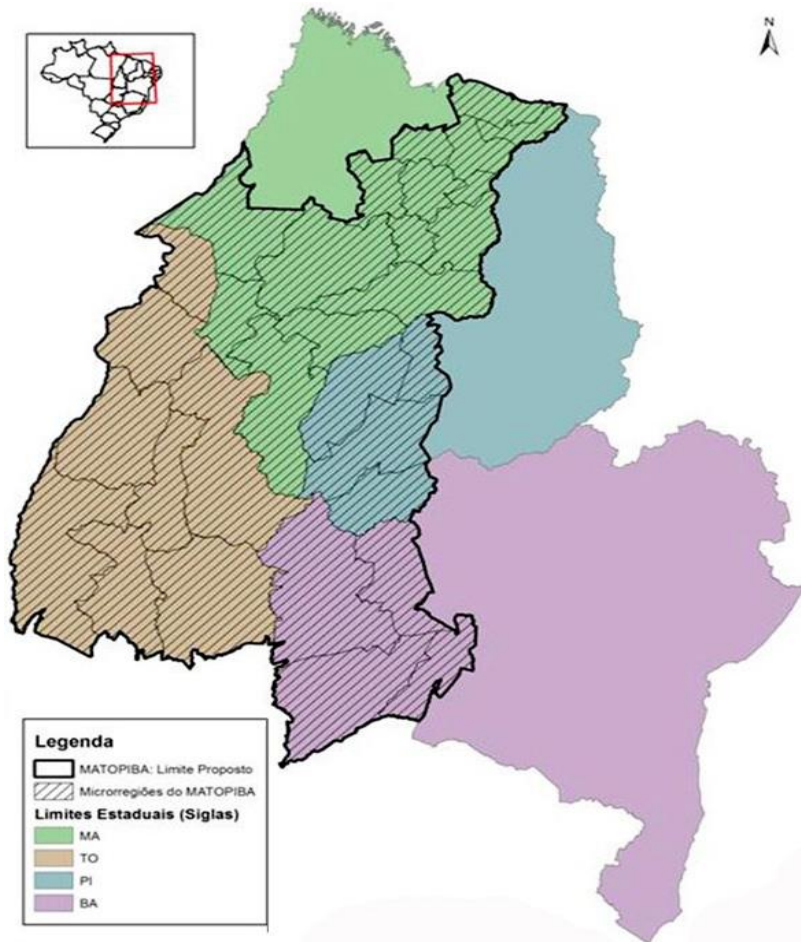 N
Legenda
MATOPIBA: Limite Proposto
Microrregiões do MATOPIBA
Limites Estaduais (Siglas)
MA
TO
PI
BA